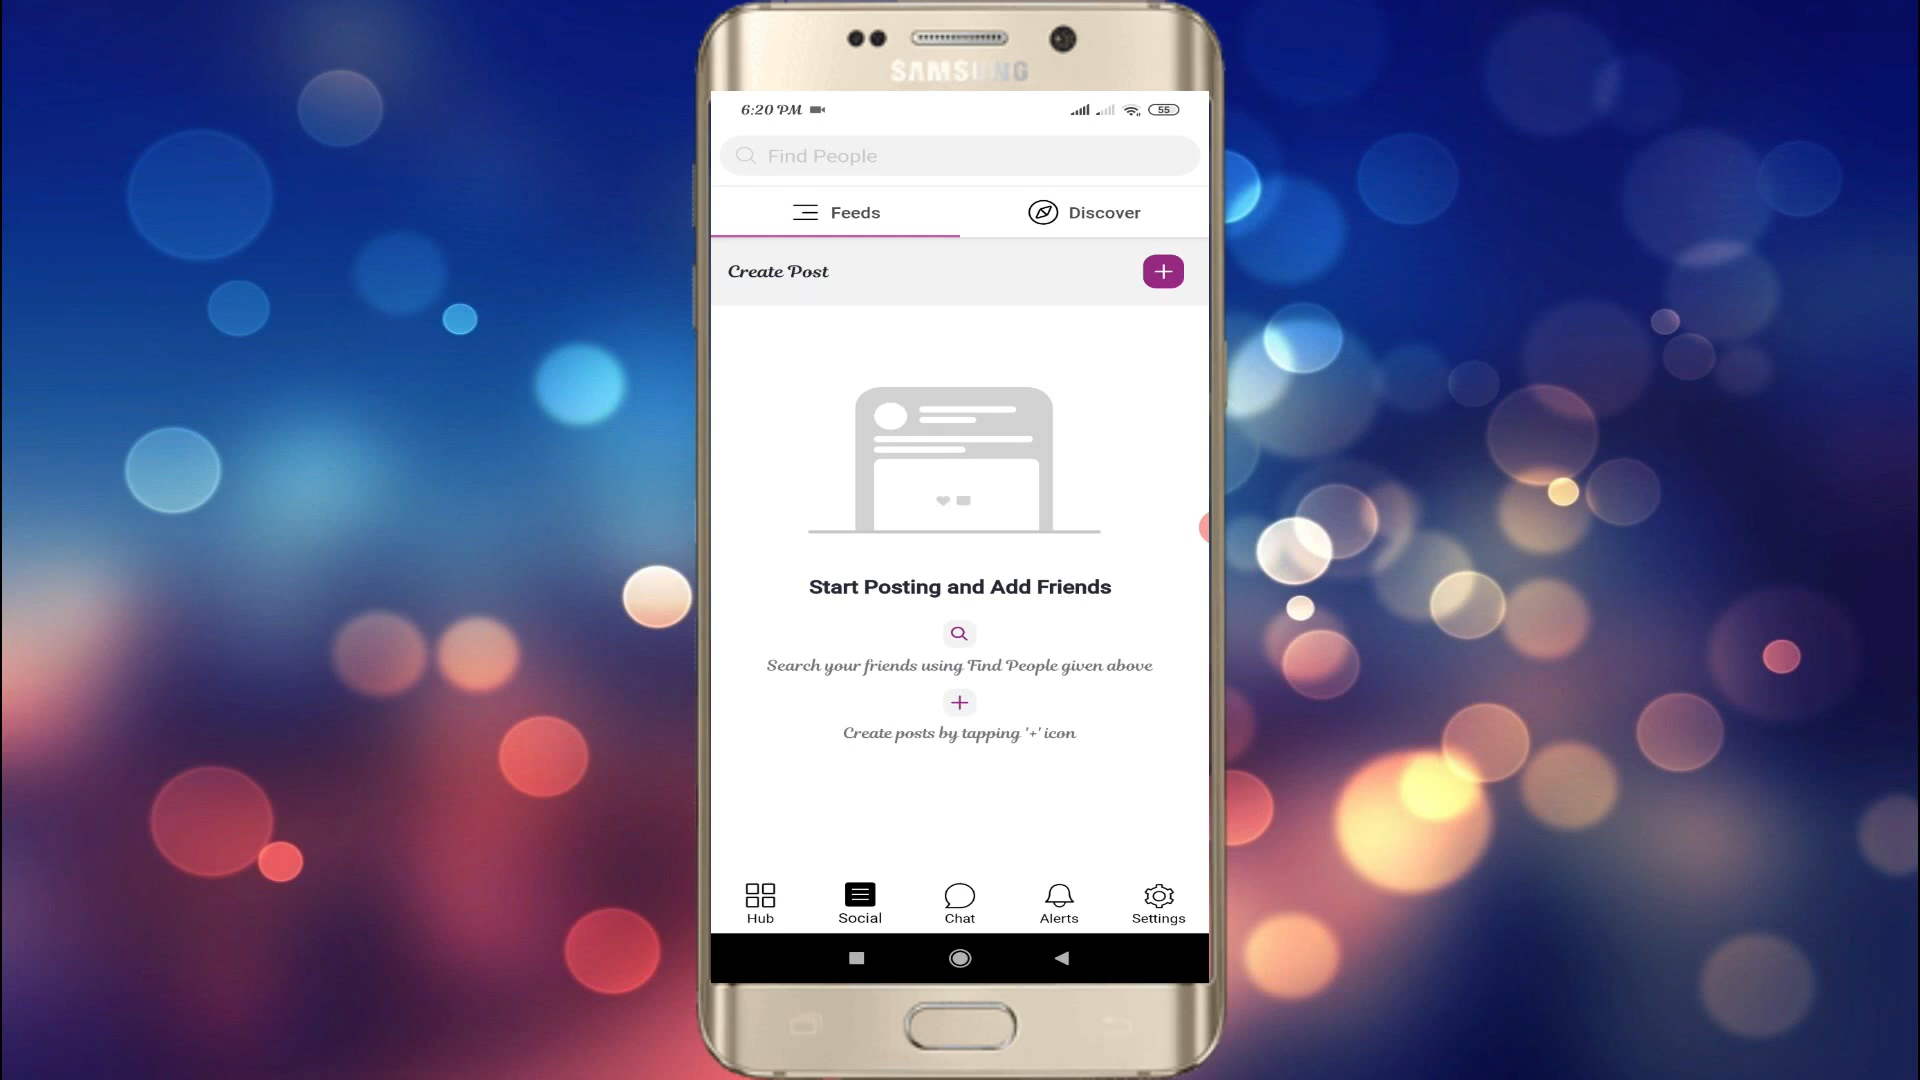 SAMSUNG
6:20 PM
55
Find People
Feeds
Discover
Create Post
+
Start Posting and Add Friends
Search your friends using Find People given above
+
Create posts by tapping '+' icon
Hub
Social
Chat
Alerts
Settings